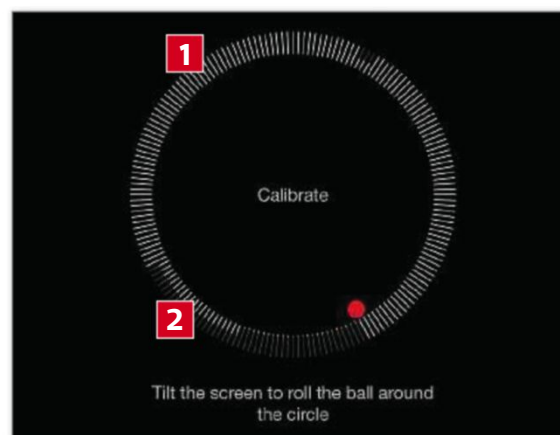 1
Calibrate
2
Tilt the screen to roll the ball around
the circle